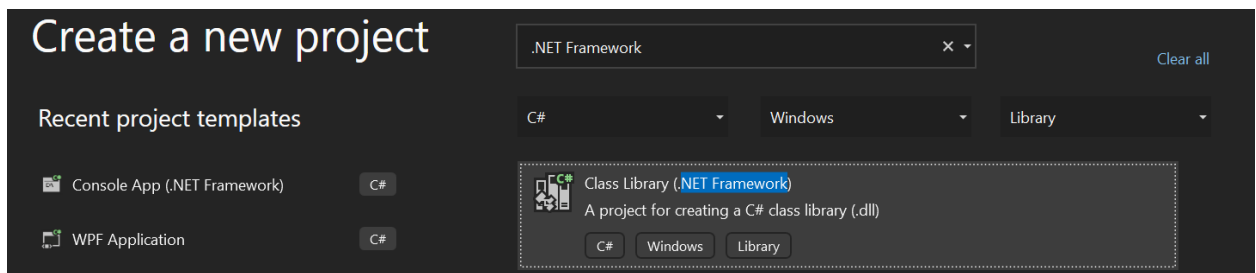 Create a new project
.NET Framework
Clear all
Recent project templates
C#
Windows
Library
Console App (.NET Framework)
C#
WPF Application
C#
Class Library (.NET Framework)
A project for creating a C# class library (.dll)
C#
Windows
Library